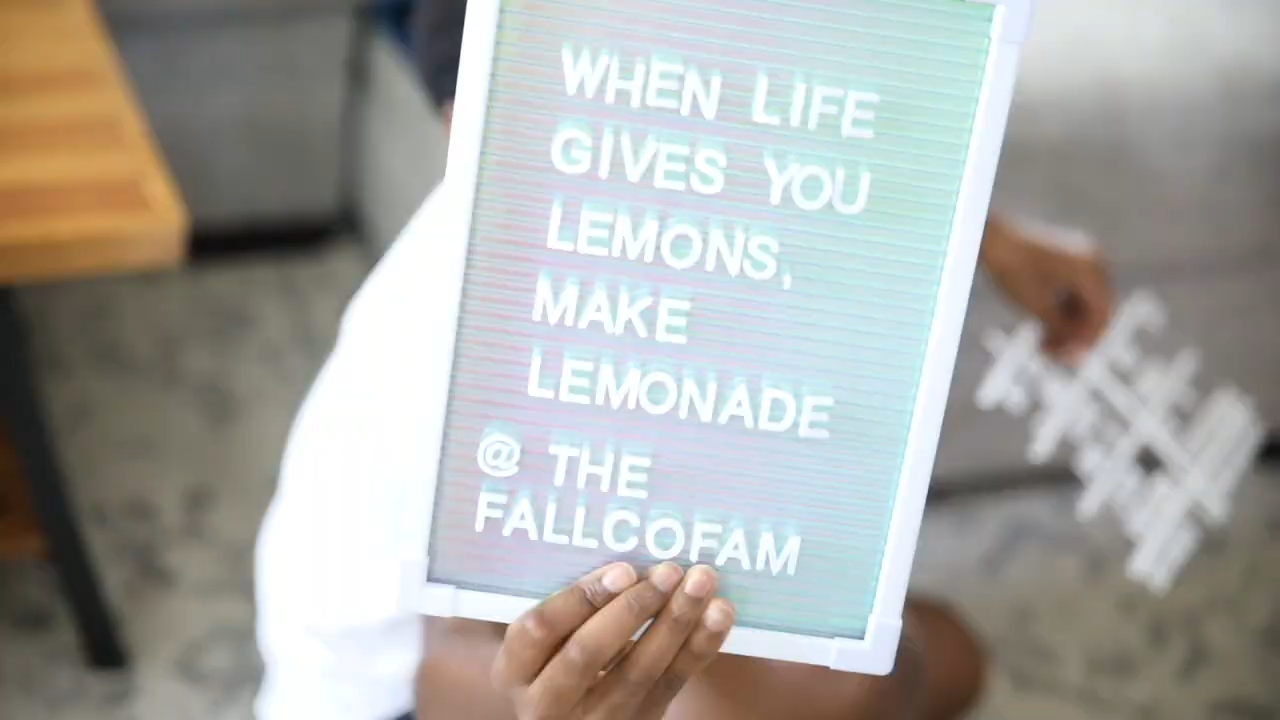 WHEN LIFE
GIVES YOU
LEMONS,
MAKE
LEMONADE
@ THE
FALLCOFAM